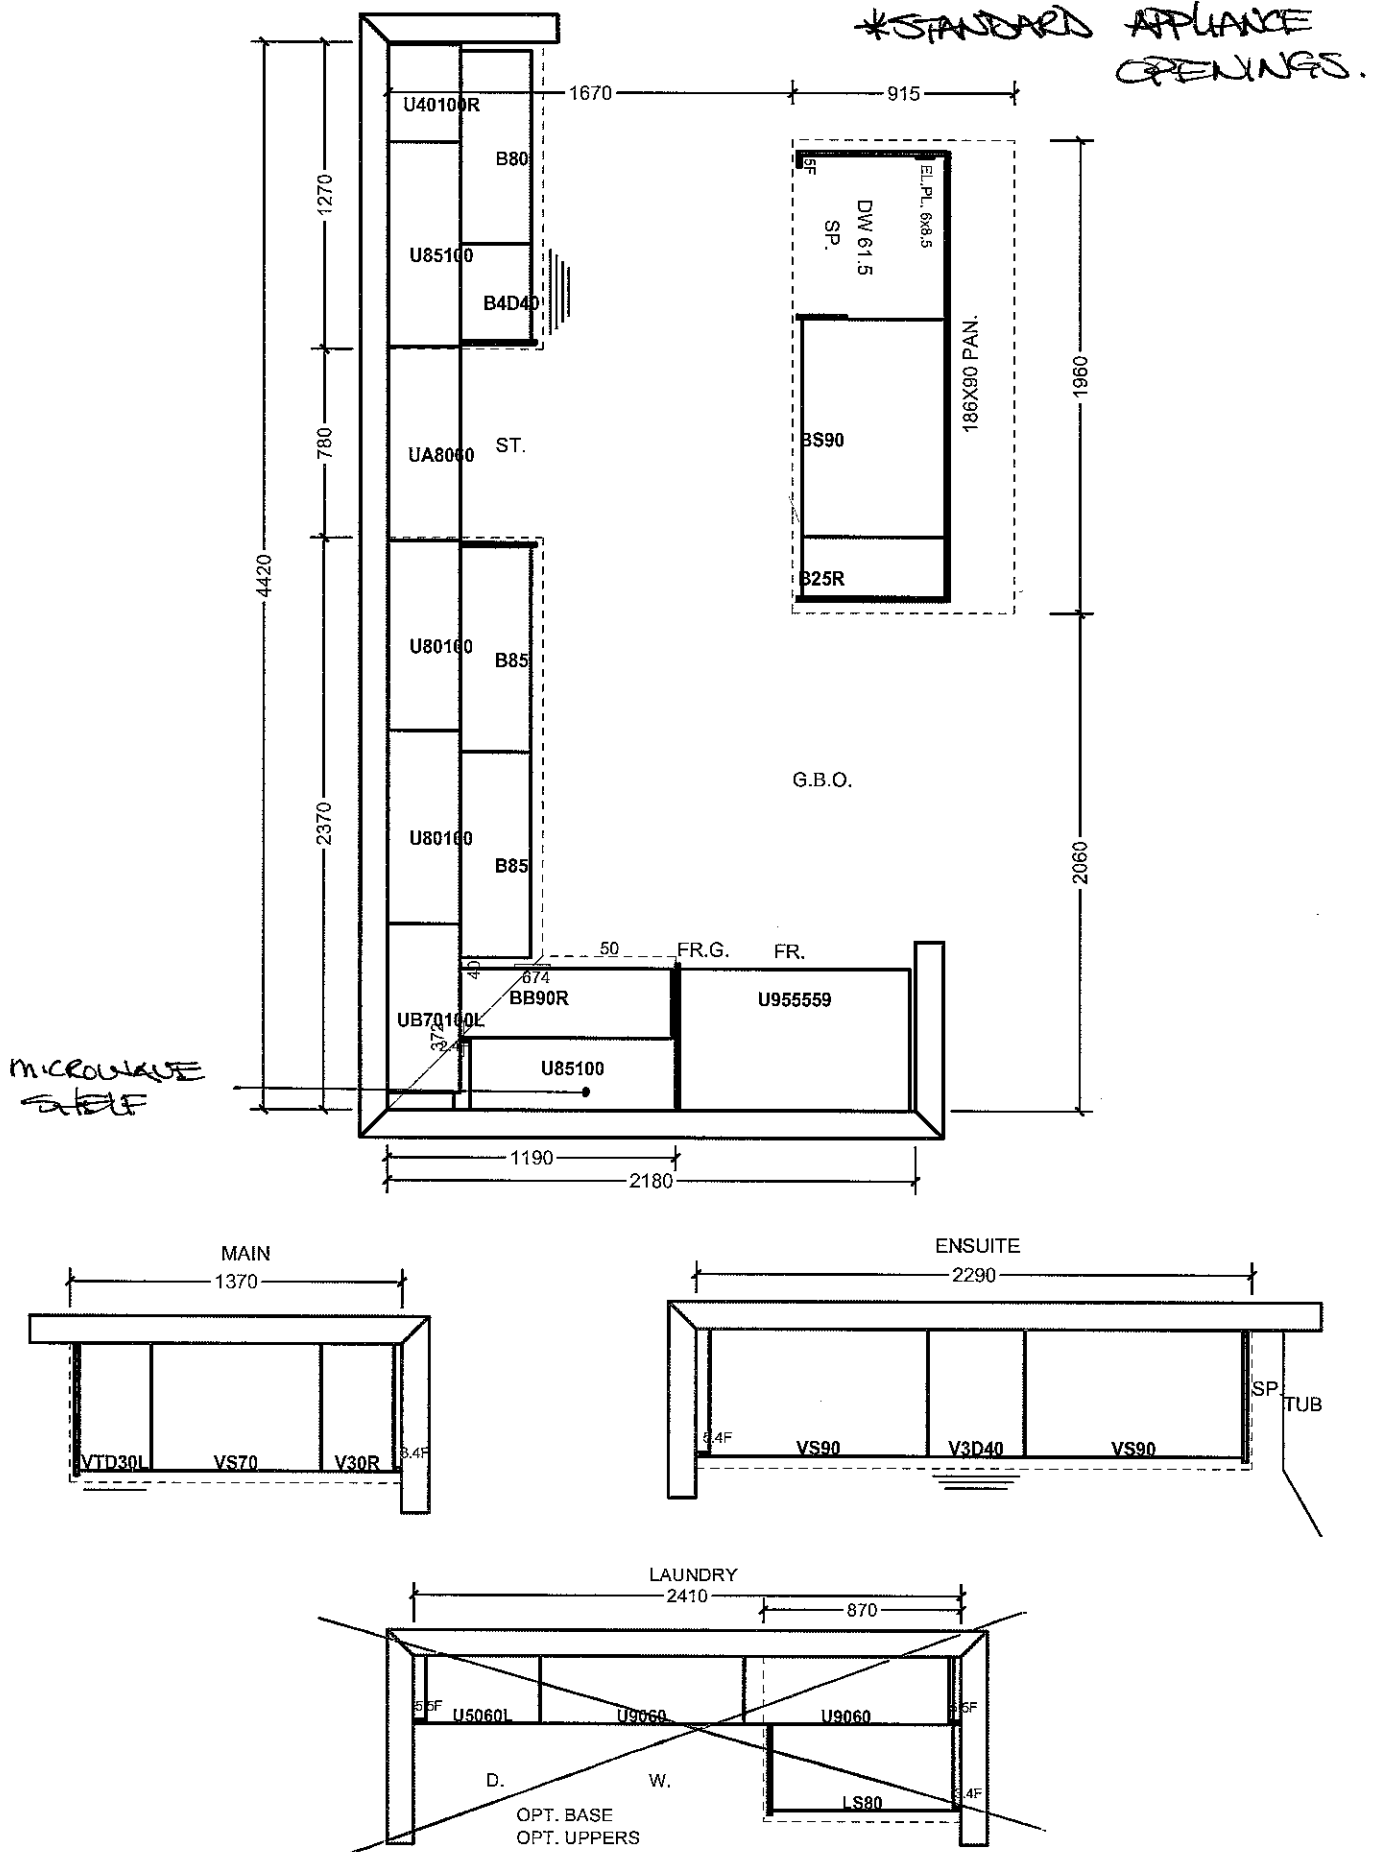 *STANDARD APPLIANCE
OPENINGS.
1670
915
U40100R
B80
1270
U85100
B4D40
5F
EL.PL. 6x8.5
DW 61.5
SP.
186X90 PAN.
1960
780
UA8060
ST.
BS90
B25R
4420
U80100
B85
2370
U80100
B85
G.B.O.
2060
50
FR.G.
FR.
40
674
BB90R
U955559
UB70100L
372
U85100
MICROWAVE
SHELF
1190
2180
MAIN
1370
VTD30L
VS70
V30R
3.4F
ENSUITE
2290
SP.
TUB
5.4F
VS90
V3D40
VS90
LAUNDRY
2410
870
5.5F
U5060L
U9060
U9060
5.5F
D.
W.
3.4F
LS80
OPT. BASE
OPT. UPPERS